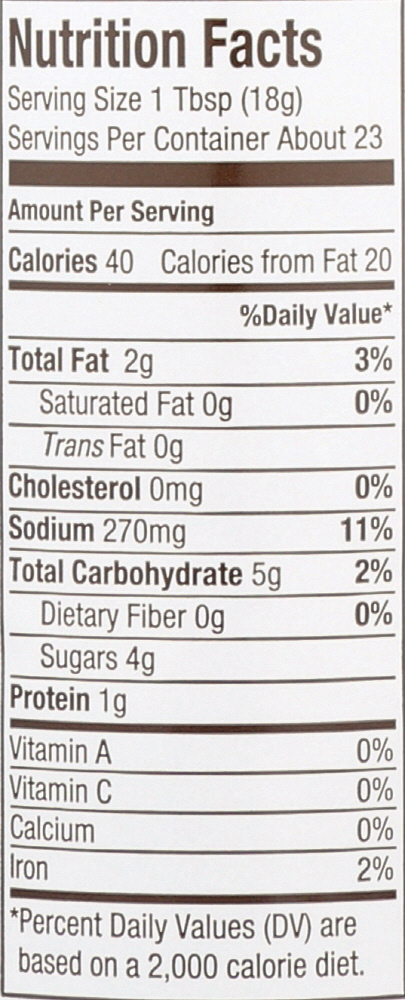 Nutrition Facts
Serving Size 1 Tbsp (18g)
Servings Per Container About 23
Amount Per Serving
Calories 40 Calories from Fat 20
%Daily Value*
Total Fat 2g 3%
Saturated Fat 0g 0%
Trans Fat 0g
Cholesterol 0mg 0%
Sodium 270mg 11%
Total Carbohydrate 5g 2%
Dietary Fiber 0g 0%
Sugars 4g
Protein 1g
Vitamin A 0%
Vitamin C 0%
Calcium 0%
Iron 2%
*Percent Daily Values (DV) are
based on a 2,000 calorie diet.